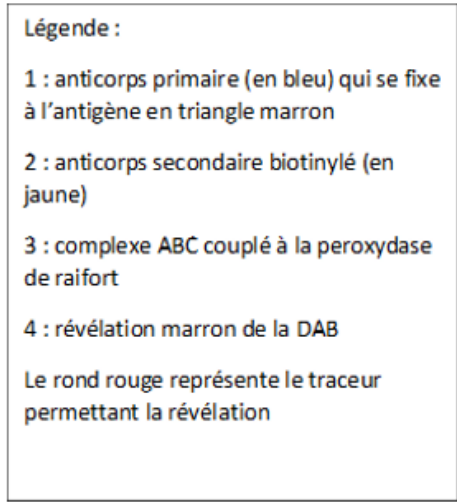 Légende :
1 : anticorps primaire (en bleu) qui se fixe
à l'antigène en triangle marron
2 : anticorps secondaire biotinylé (en
jaune)
3 : complexe ABC couplé à la peroxydase
de raifort
4 : révélation marron de la DAB
Le rond rouge représente le traceur
permettant la révélation